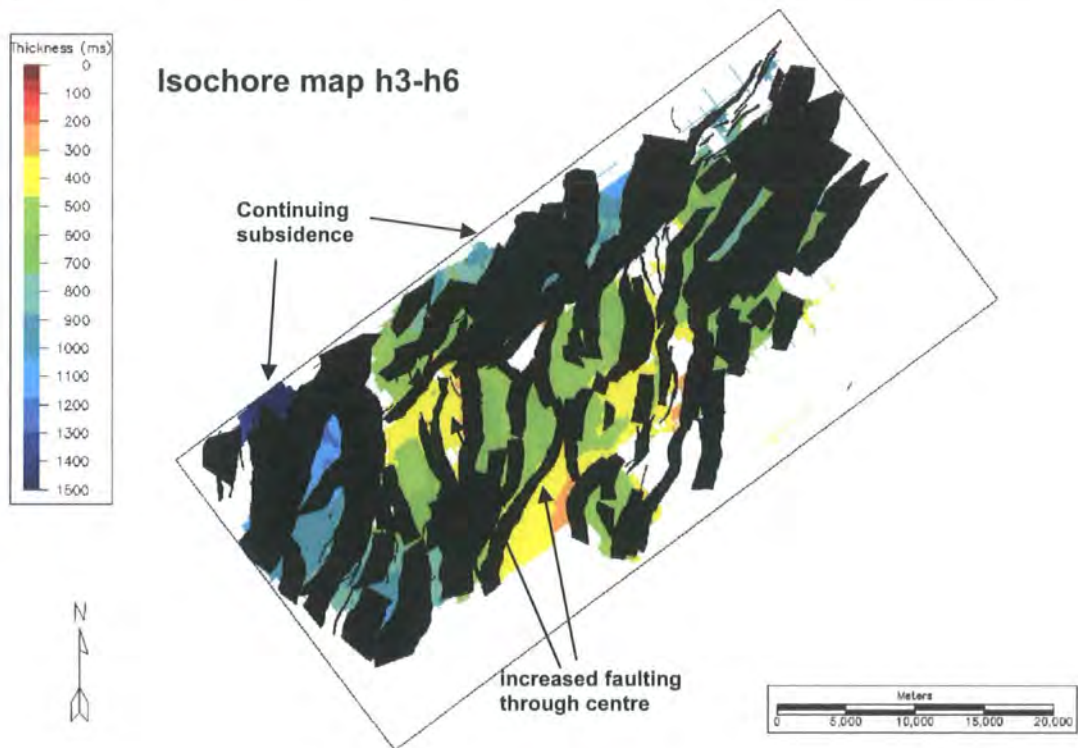 Thickness (ms)
0
100
200
300
400
500
600
700
800
900
1000
1100
1200
1300
1400
1500
Isochore map h3-h6
Continuing
subsidence
increased faulting
through centre
N
Meters
0 5,000 10,000 15,000 20,000